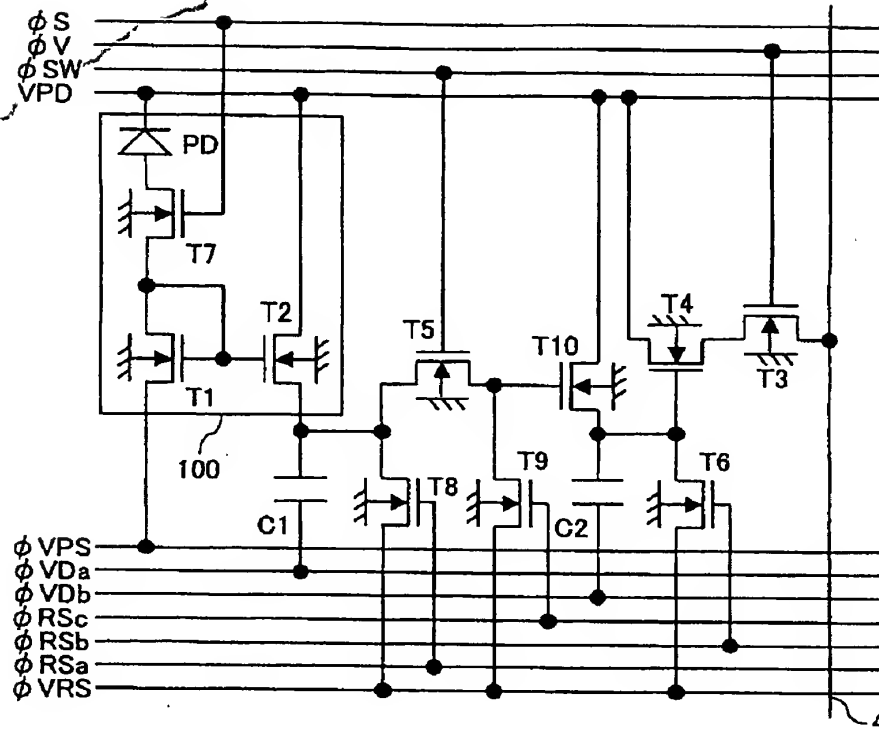 φS
φV
φSW
VPD
PD
T7
T2
T1
100
T5
T10
T4
T3
T8
T9
T6
C1
C2
φVPS
φVDa
φVDb
φRSc
φRSb
φRSa
φVRS